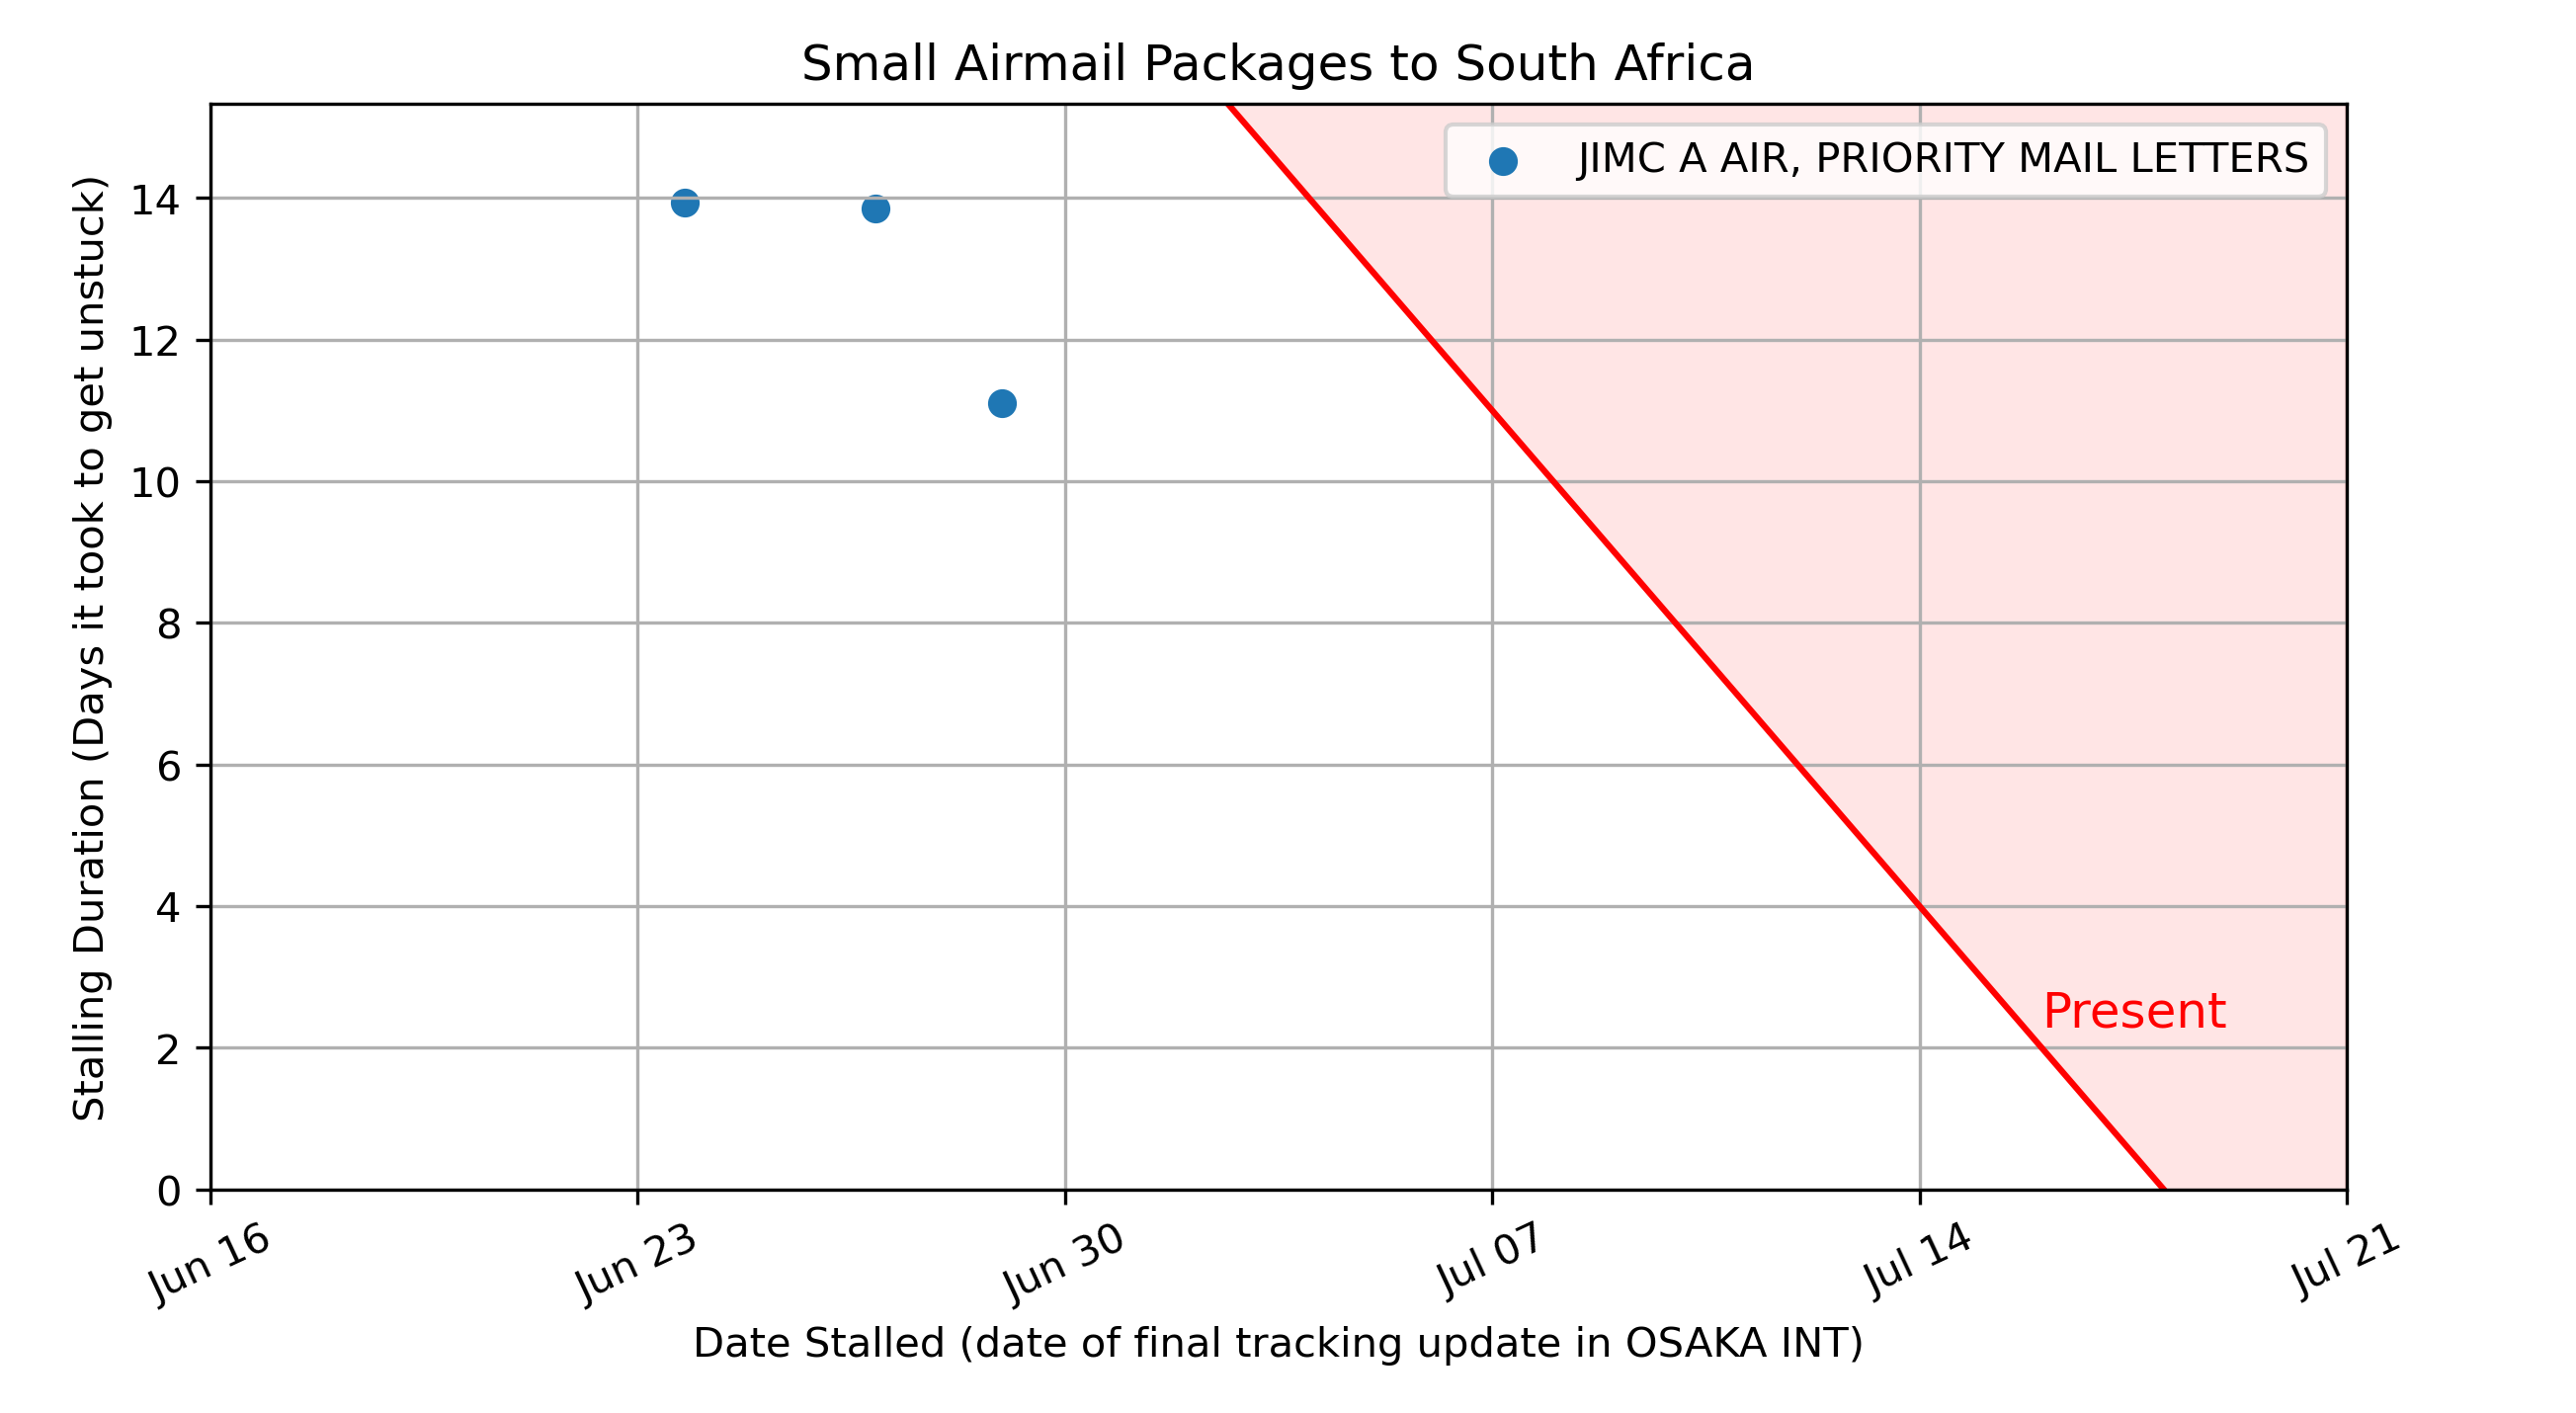 Small Airmail Packages to South Africa
JIMC A AIR, PRIORITY MAIL LETTERS
Stalling Duration (Days it took to get unstuck)
14
12
10
8
6
4
2
0
Present
Jun 16
Jun 23
Jun 30
Jul 07
Jul 14
Jul 21
Date Stalled (date of final tracking update in OSAKA INT)